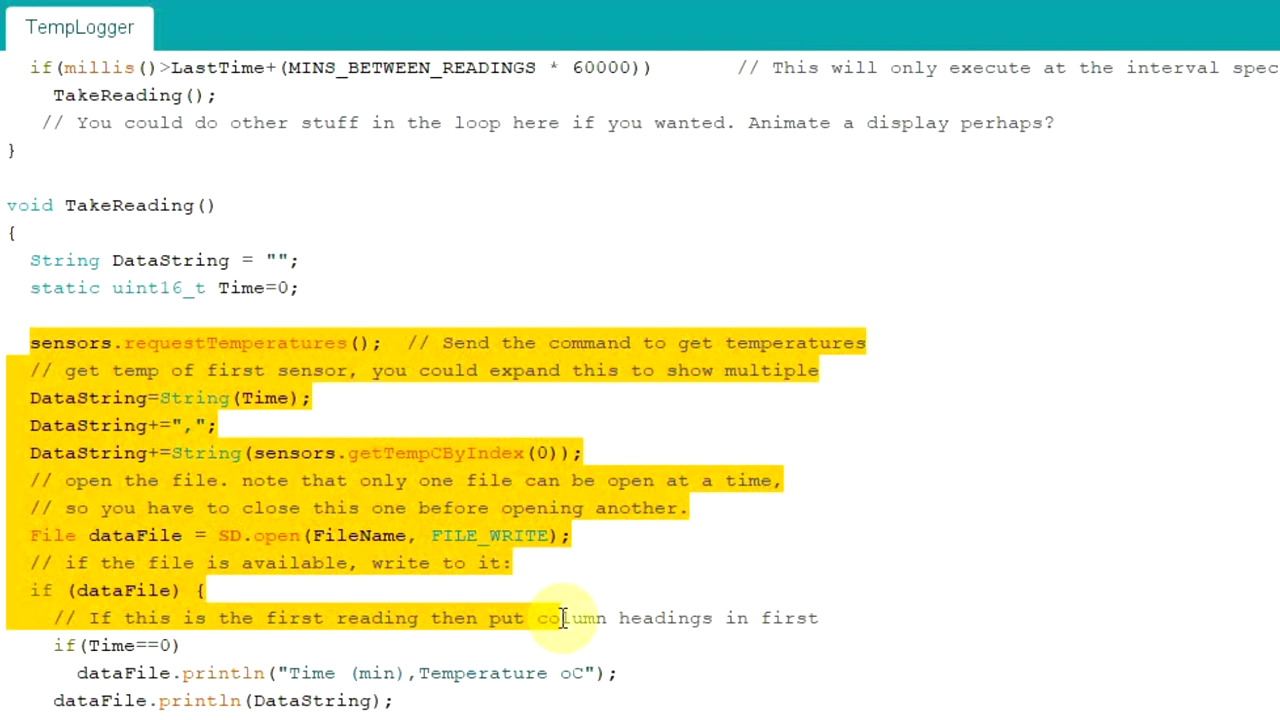 TempLogger
if(millis()>LastTime+(MINS_BETWEEN_READINGS * 60000)) // This will only execute at the interval
TakeReading();
// You could do other stuff in the loop here if you wanted. Animate a display perhaps?
}
void TakeReading()
{
String DataString = "";
static uint16_t Time=0;
sensors.requestTemperatures(); // Send the command to get temperatures
// get temp of first sensor, you could expand this to show multiple
DataString=String(Time);
DataString+=",";
DataString+=String(sensors.getTempCByIndex(0));
// open the file. note that only one file can be open at a time,
// so you have to close this one before opening another.
File dataFile = SD.open(FileName, FILE_WRITE);
// if the file is available, write to it:
if (dataFile) {
// If this is the first reading then put column headings in first
if(Time==0)
dataFile.println("Time (min),Temperature oC");
dataFile.println(DataString);